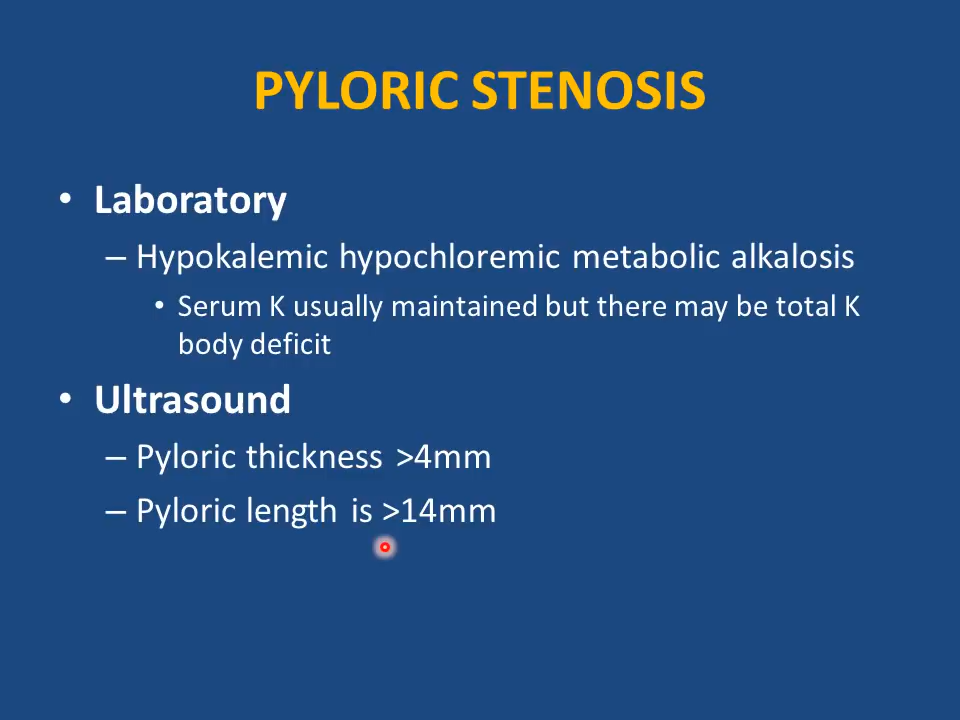 PYLORIC STENOSIS
• Laboratory
– Hypokalemic hypochloremic metabolic alkalosis
• Serum K usually maintained but there may be total K
body deficit
• Ultrasound
– Pyloric thickness >4mm
– Pyloric length is >14mm